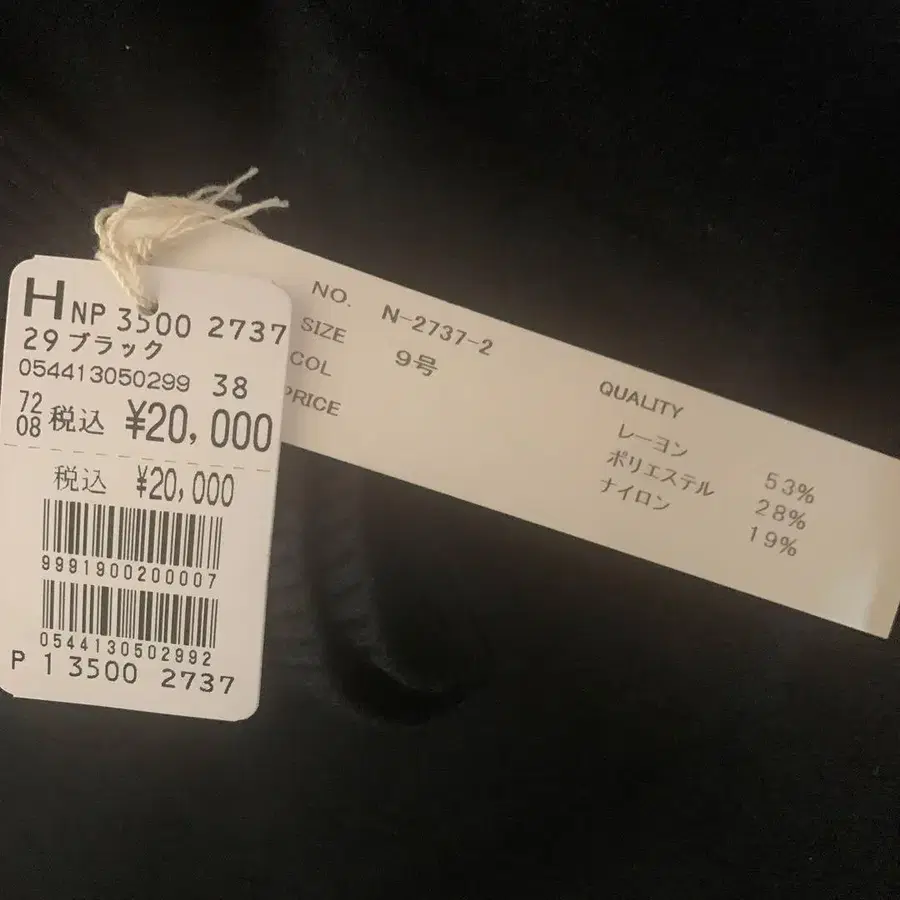 H NP 3500 2737
29 ブラック
054413050299 38
72
08 税込 ¥20,000
税込 ¥20,000
9991900200007
0544130502992
P 1 3500 2737
NO. N-2737-2
SIZE 9号
COL
PRICE
QUALITY
レーヨン 53%
ポリエステル 28%
ナイロン 19%